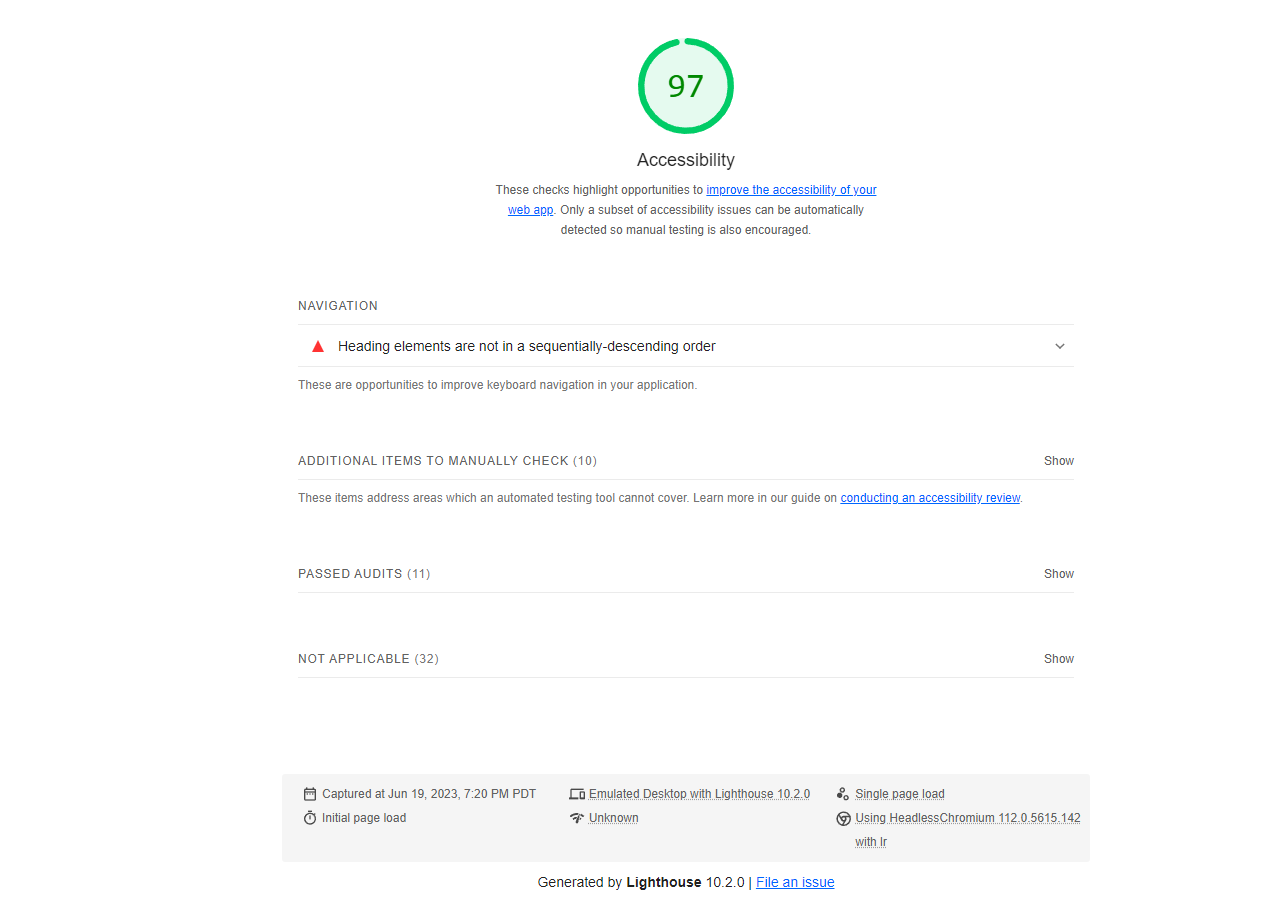 97
Accessibility
These checks highlight opportunities to improve the accessibility of your
web app. Only a subset of accessibility issues can be automatically
detected so manual testing is also encouraged.
NAVIGATION
Heading elements are not in a sequentially-descending order
These are opportunities to improve keyboard navigation in your application.
ADDITIONAL ITEMS TO MANUALLY CHECK (10) Show
These items address areas which an automated testing tool cannot cover. Learn more in our guide on conducting an accessibility review.
PASSED AUDITS (11) Show
NOT APPLICABLE (32) Show
Captured at Jun 19, 2023, 7:20 PM PDT
Emulated Desktop with Lighthouse 10.2.0
Single page load
Initial page load
Unknown
Using HeadlessChromium 112.0.5615.142
with lr
Generated by Lighthouse 10.2.0 | File an issue